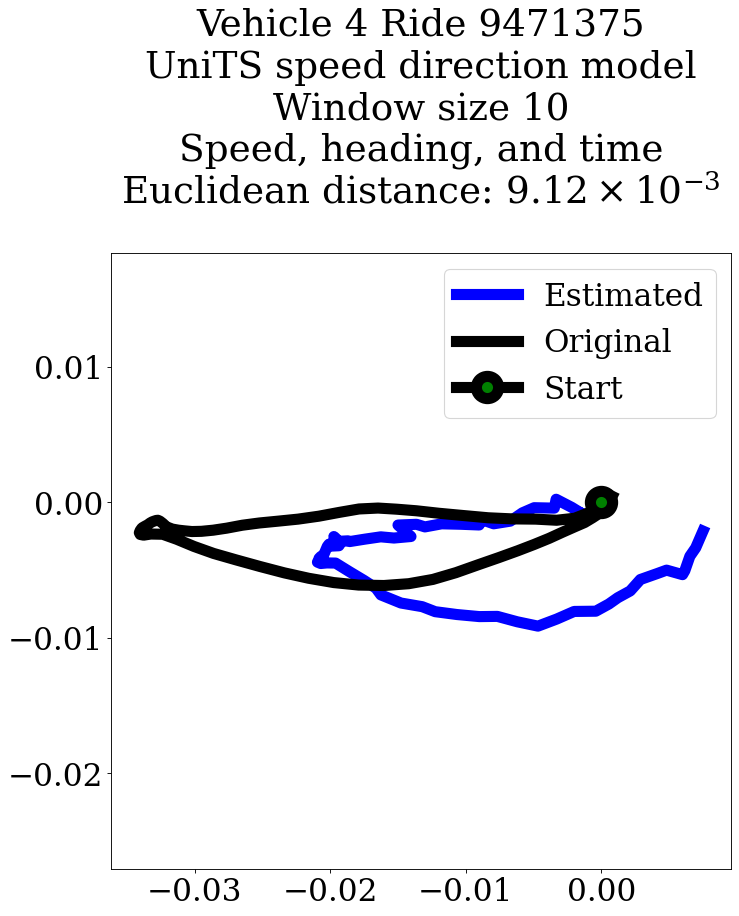 Vehicle 4 Ride 9471375
UniTS speed direction model
Window size 10
Speed, heading, and time
Euclidean distance: 9.12 × 10⁻³
Estimated
Original
Start
0.01
0.00
−0.01
−0.02
−0.03 −0.02 −0.01 0.00